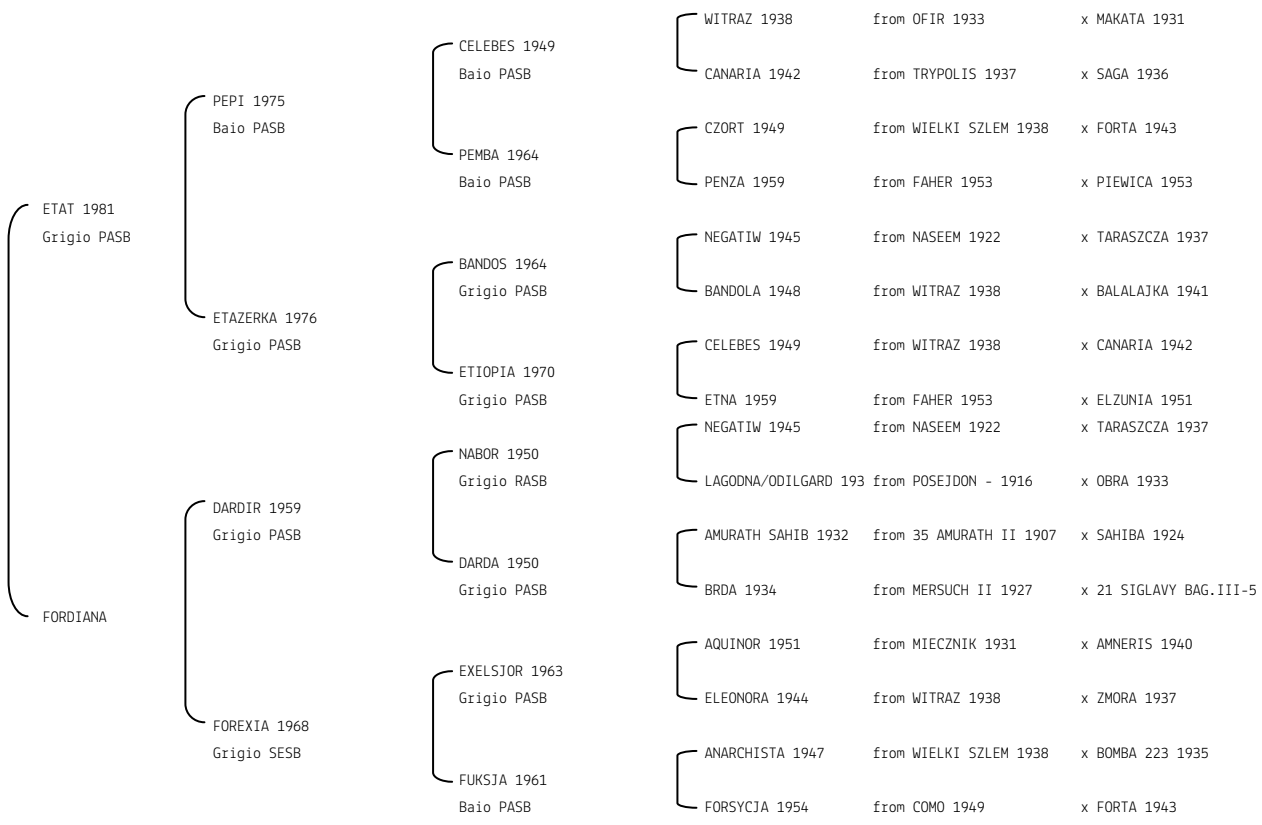 WITRAZ 1938 from OFIR 1933 x MAKATA 1931
CELEBES 1949
Baio PASB CANARIA 1942 from TRYPOLIS 1937 x SAGA 1936
PEPI 1975
Baio PASB CZORT 1949 from WIELKI SZLEM 1938 x FORTA 1943
PEMBA 1964
Baio PASB PENZA 1959 from FAHER 1953 x PIEWICA 1953
ETAT 1981
Grigio PASB NEGATIW 1945 from NASEEM 1922 x TARASZCZA 1937
BANDOS 1964
Grigio PASB BANDOLA 1948 from WITRAZ 1938 x BALALAJKA 1941
ETAZERKA 1976
Grigio PASB CELEBES 1949 from WITRAZ 1938 x CANARIA 1942
ETIOPIA 1970
Grigio PASB ETNA 1959 from FAHER 1953 x ELZUNIA 1951
NEGATIW 1945 from NASEEM 1922 x TARASZCZA 1937
NABOR 1950
Grigio RASB LAGODNA/ODILGARD 193 from POSEJDON - 1916 x OBRA 1933
DARDIR 1959
Grigio PASB AMURATH SAHIB 1932 from 35 AMURATH II 1907 x SAHIBA 1924
DARDA 1950
Grigio PASB BRDA 1934 from MERSUCH II 1927 x 21 SIGLAVY BAG.III-5
FORDIANA
AQUINOR 1951 from MIECZNIK 1931 x AMNERIS 1940
EXELSJOR 1963
Grigio PASB ELEONORA 1944 from WITRAZ 1938 x ZMORA 1937
FOREXIA 1968
Grigio SESB ANARCHISTA 1947 from WIELKI SZLEM 1938 x BOMBA 223 1935
FUKSJA 1961
Baio PASB FORSYCJA 1954 from COMO 1949 x FORTA 1943